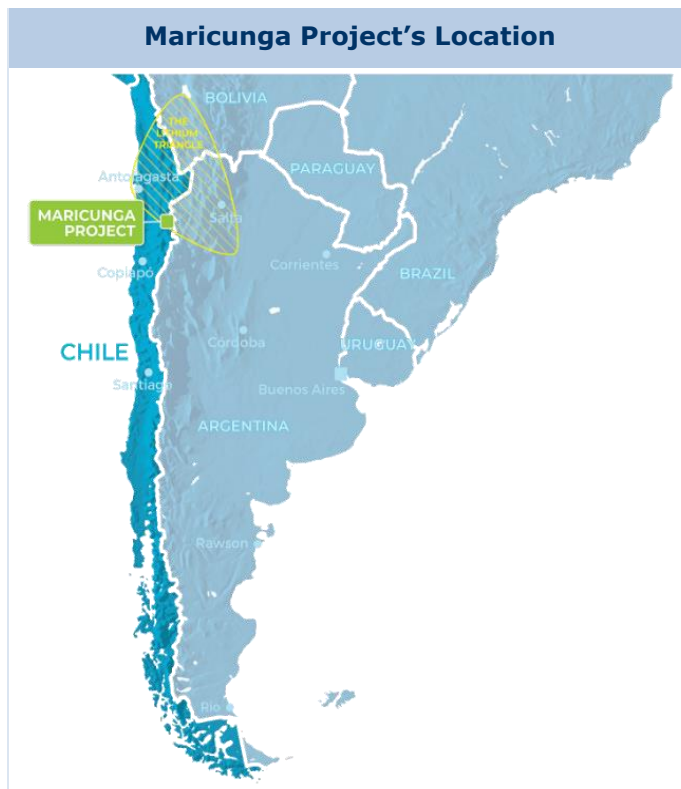 Maricunga Project's Location
BOLIVIA
THE
LITHIUM
TRIANGLE
PARAGUAY
Antofagasta
Salta
MARICUNGA
PROJECT
Corrientes
Copiapó
BRAZIL
Cordoba
URUGUAY
CHILE
Santiago
Buenos Aires
ARGENTINA
Rawson
Rio